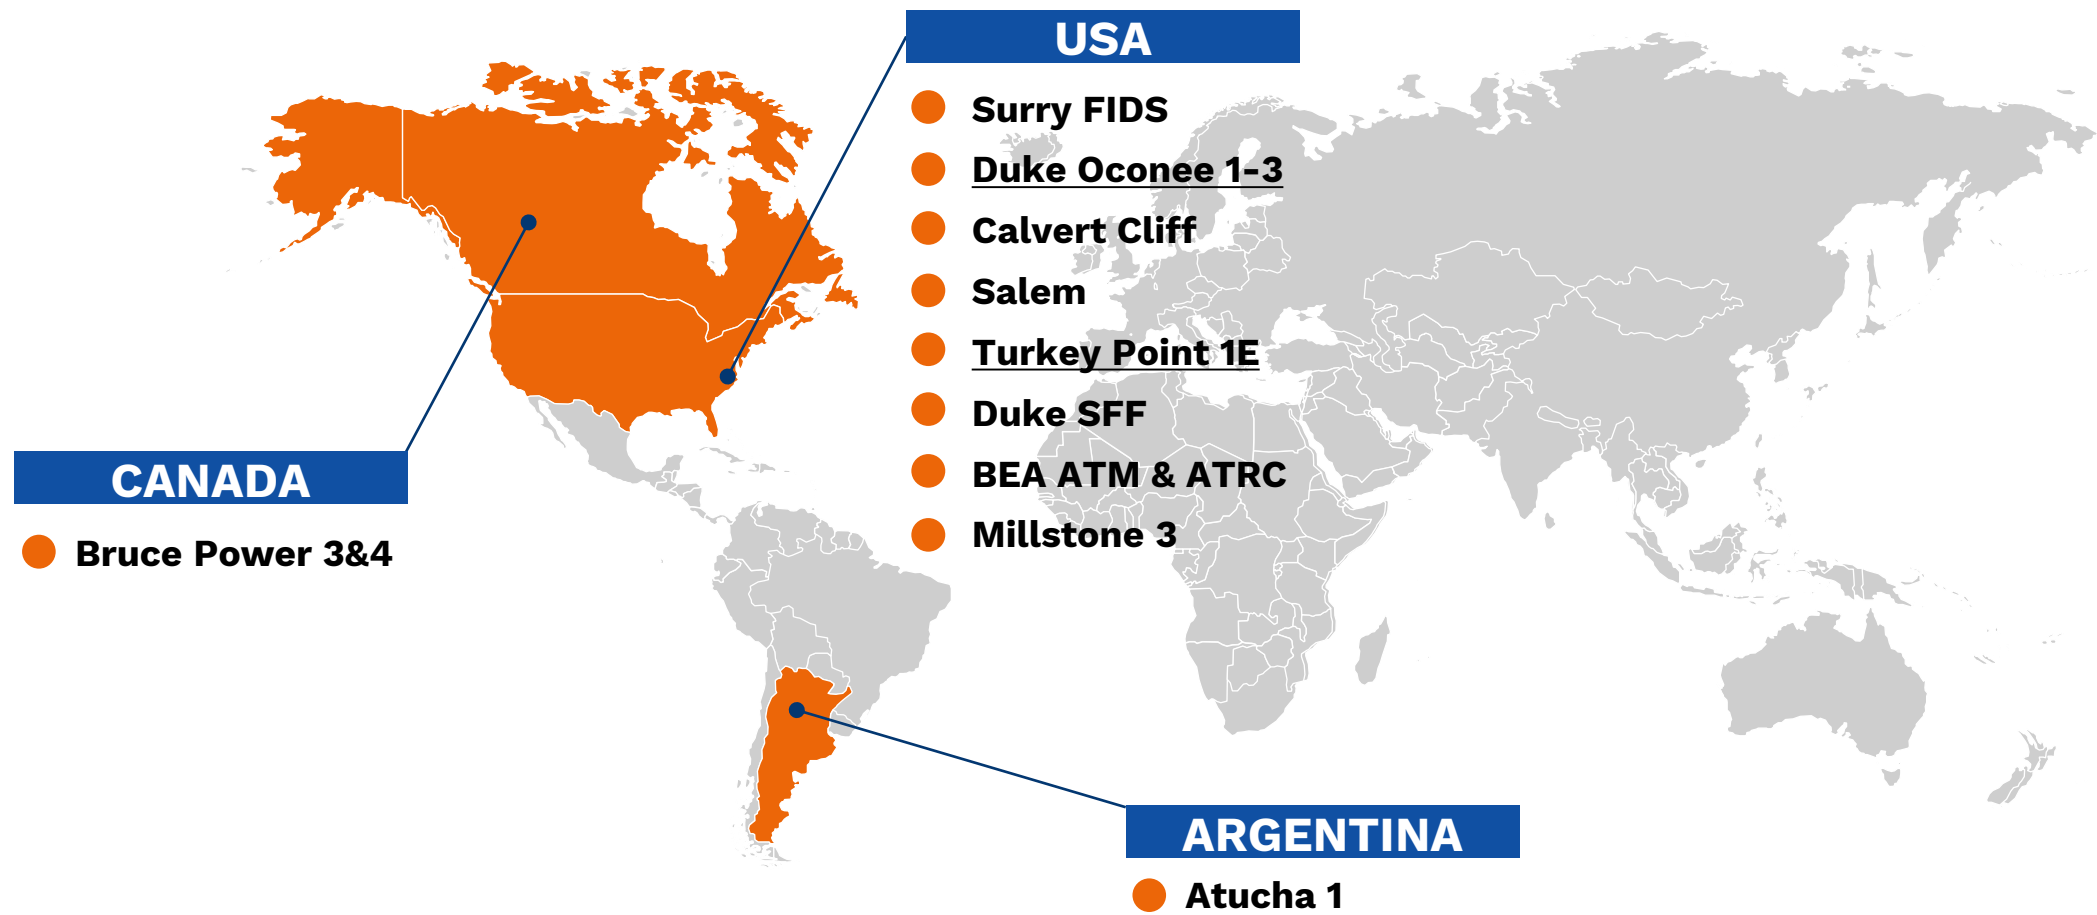 USA
Surry FIDS
Duke Oconee 1-3
Calvert Cliff
Salem
Turkey Point 1E
Duke SFF
BEA ATM & ATRC
Millstone 3
CANADA
Bruce Power 3&4
ARGENTINA
Atucha 1